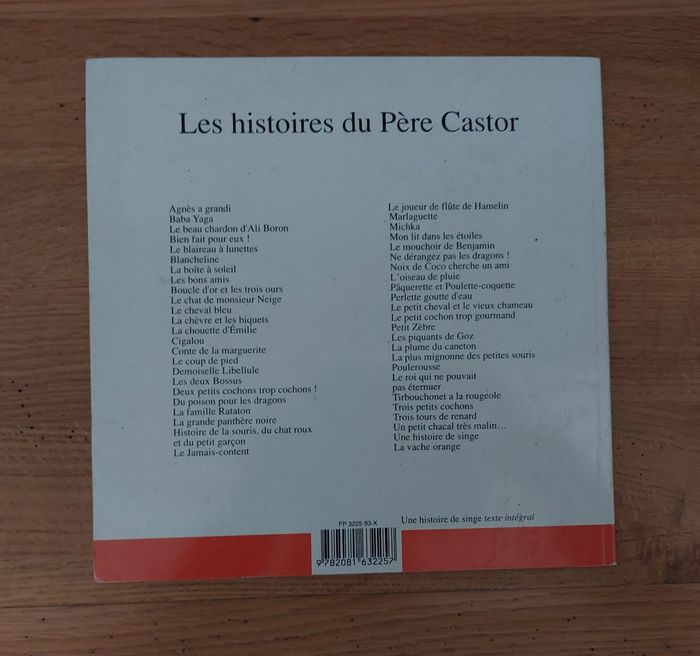 Les histoires du Père Castor
Agnès a grandi
Baba Yaga
Le beau chardon d'Ali Boron
Bien fait pour eux !
Le blaireau à lunettes
Blancheline
La boîte à soleil
Les bons amis
Boucle d'or et les trois ours
Le chat de monsieur Neige
Le cheval bleu
La chèvre et les biquets
La chouette d'Émilie
Cigalou
Conte de la marguerite
Le coup de pied
Demoiselle Libellule
Les deux Bossus
Deux petits cochons trop cochons !
Du poison pour les dragons
La famille Rataton
La grande panthère noire
Histoire de la souris, du chat roux
et du petit garçon
Le Jamais-content
Le joueur de flûte de Hamelin
Marlaguette
Michka
Mon lit dans les étoiles
Le mouchoir de Benjamin
Ne dérangez pas les dragons !
Noix de Coco cherche un ami
L'oiseau de pluie
Pâquerette et Poulette-coquette
Perlette goutte d'eau
Le petit cheval et le vieux chameau
Le petit cochon trop gourmand
Petit Zèbre
Les piquants de Goz
La plume du caneton
La plus mignonne des petites souris
Poulerousse
Le roi qui ne pouvait
pas éternuer
Tirbouchonet a la rougeole
Trois petits cochons
Trois tours de renard
Un petit chacal très malin...
Une histoire de singe
La vache orange
Une histoire de singe texte intégral
FP 3225 93-X
9 782081 632257